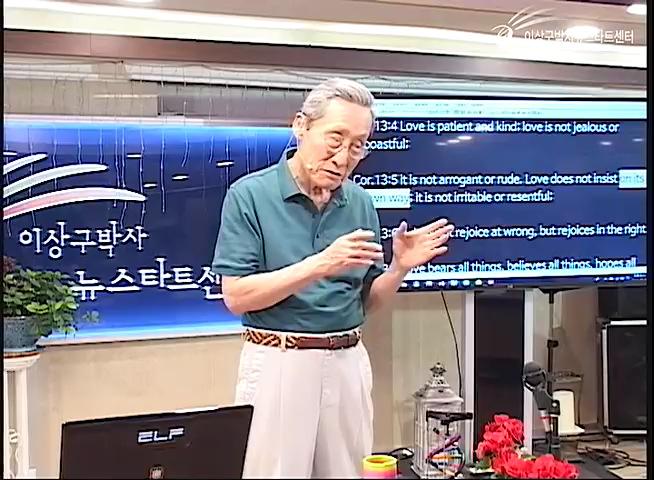 이상구박사뉴스타트센터
13:4 Love is patient and kind; love is not jealous or
boastful;
Cor.13:5 it is not arrogant or rude. Love does not insist on its
own way; it is not irritable or resentful;
rejoice at wrong, but rejoices in the right
bears all things, believes all things, hopes all
이상구박사
뉴스타트센
ELF